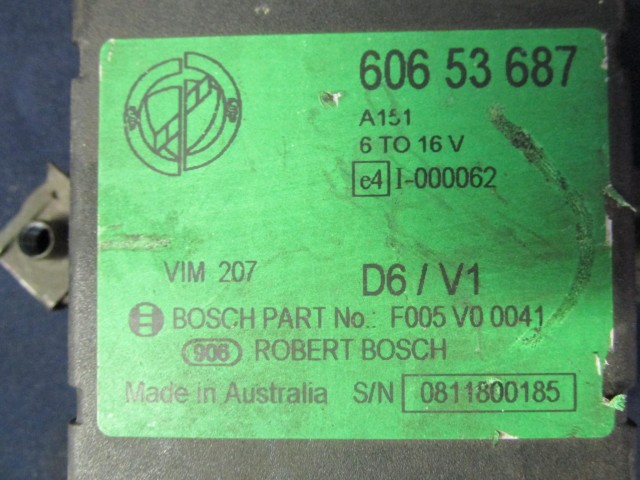 606 53 687
A151
6 TO 16 V
e4 I-000062
VIM 207 D6 / V1
BOSCH PART No.: F005 V0 0041
906 ROBERT BOSCH
Made in Australia S/N 0811800185